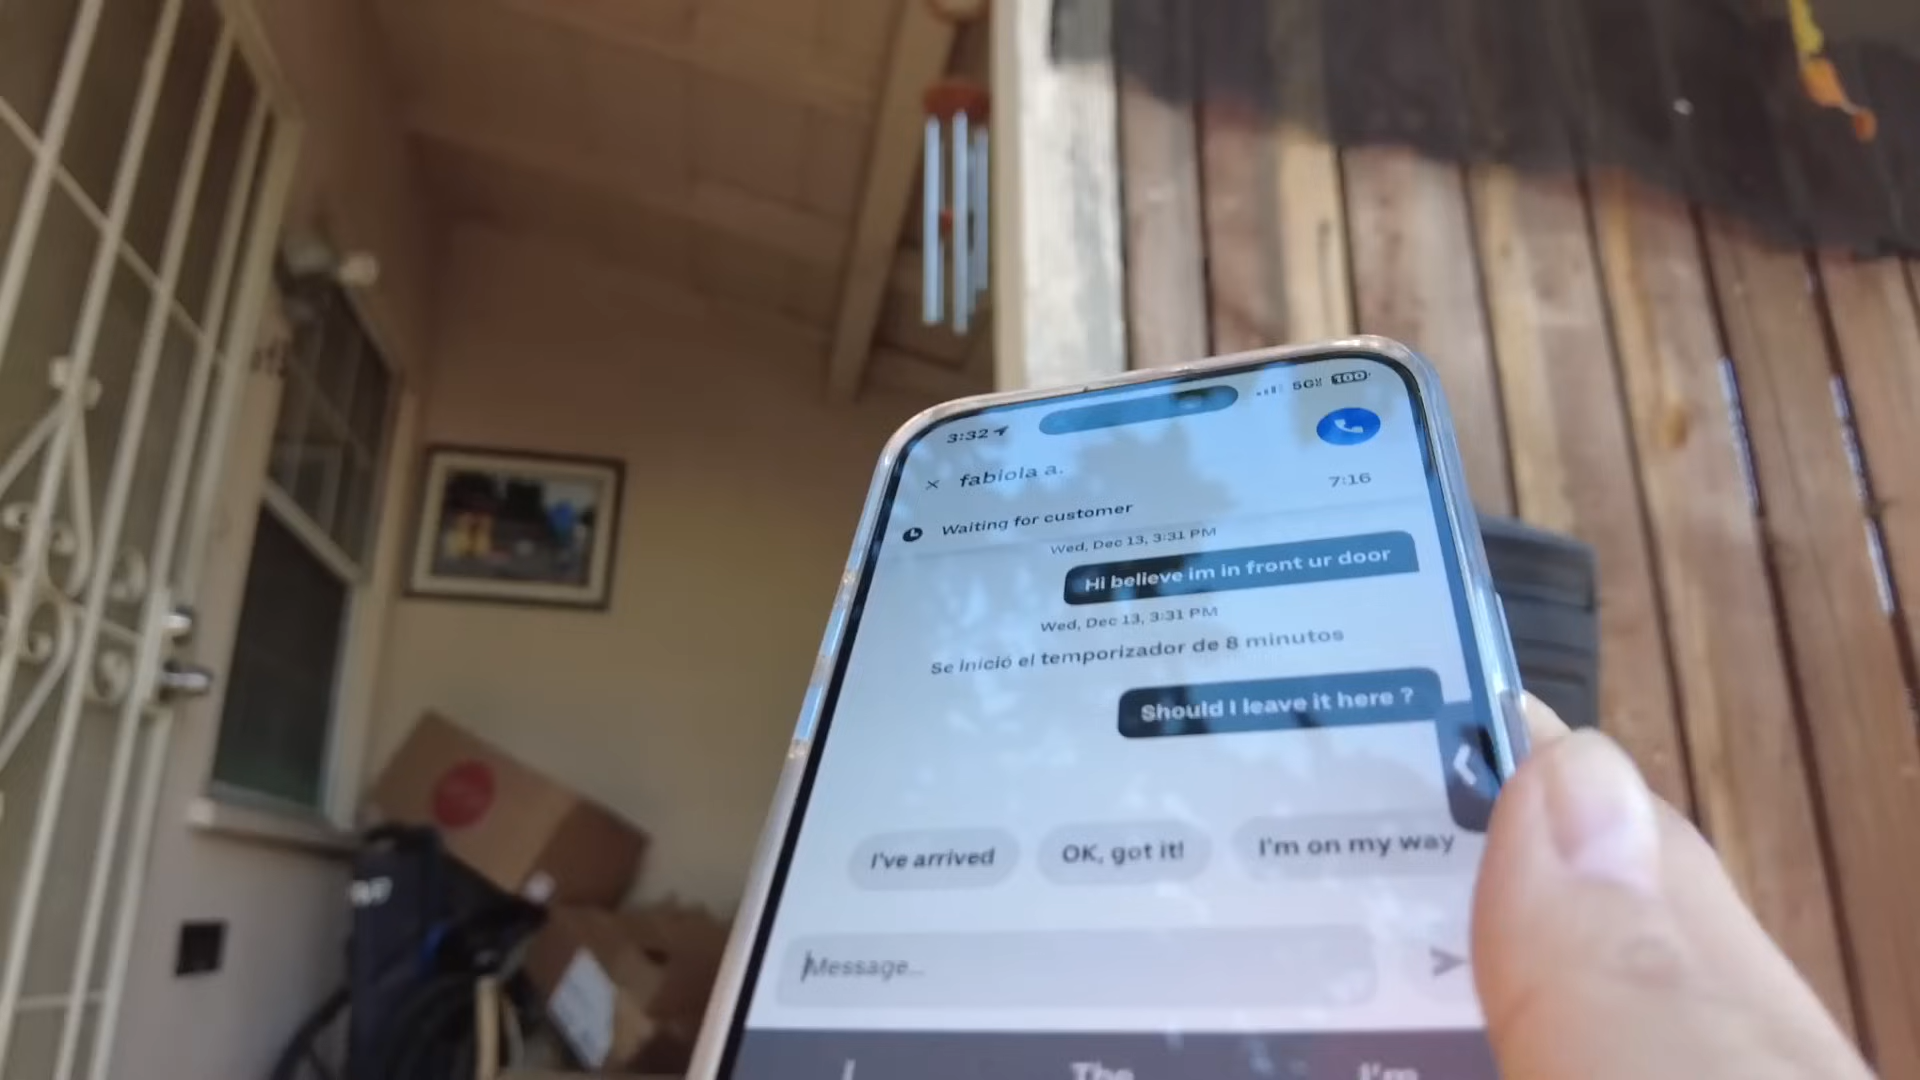 3:32
5G
100
fabiola a.
7:16
Waiting for customer
Wed, Dec 13, 3:31 PM
Hi believe im in front ur door
Wed, Dec 13, 3:31 PM
Se inició el temporizador de 8 minutos
Should I leave it here ?
I've arrived
OK, got it!
I'm on my way
Message...
I
The
I'm